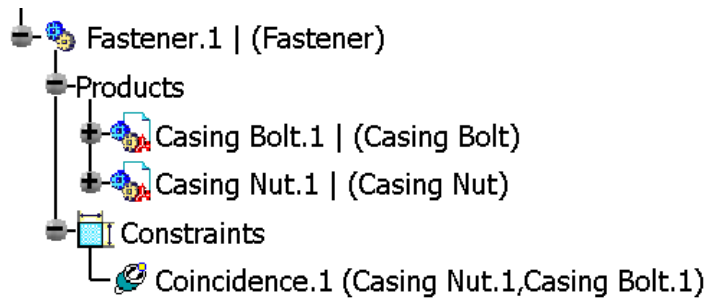 Fastener.1 | (Fastener)
Products
Casing Bolt.1 | (Casing Bolt)
Casing Nut.1 | (Casing Nut)
Constraints
Coincidence.1 (Casing Nut.1,Casing Bolt.1)